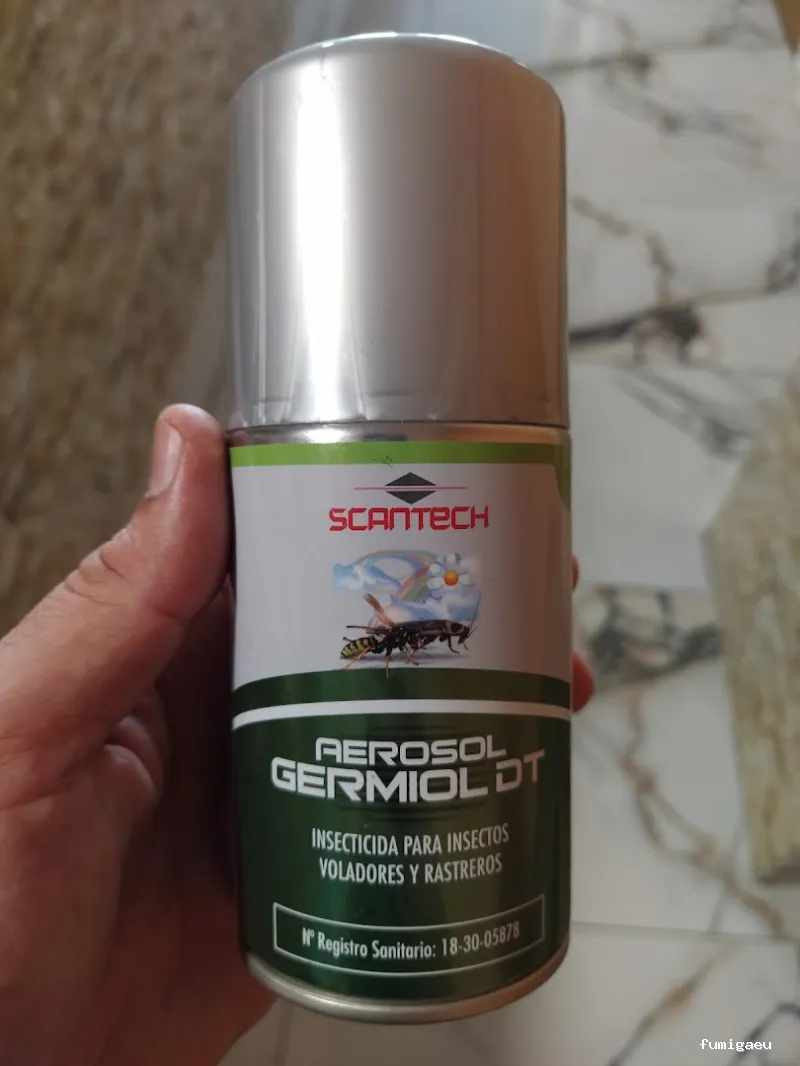 SCANTECH
AEROSOL
GERMIOL DT
INSECTICIDA PARA INSECTOS
VOLADORES Y RASTREROS
Nº Registro Sanitario: 18-30-05878
fumigaeu